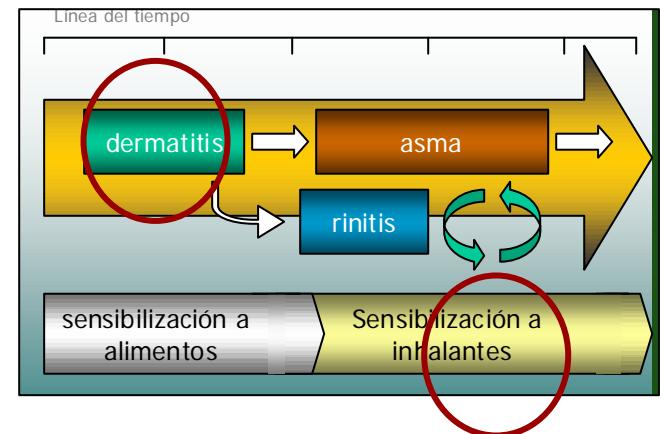 Línea del tiempo
dermatitis
asma
rinitis
sensibilización a
alimentos
Sensibilización a
inhalantes